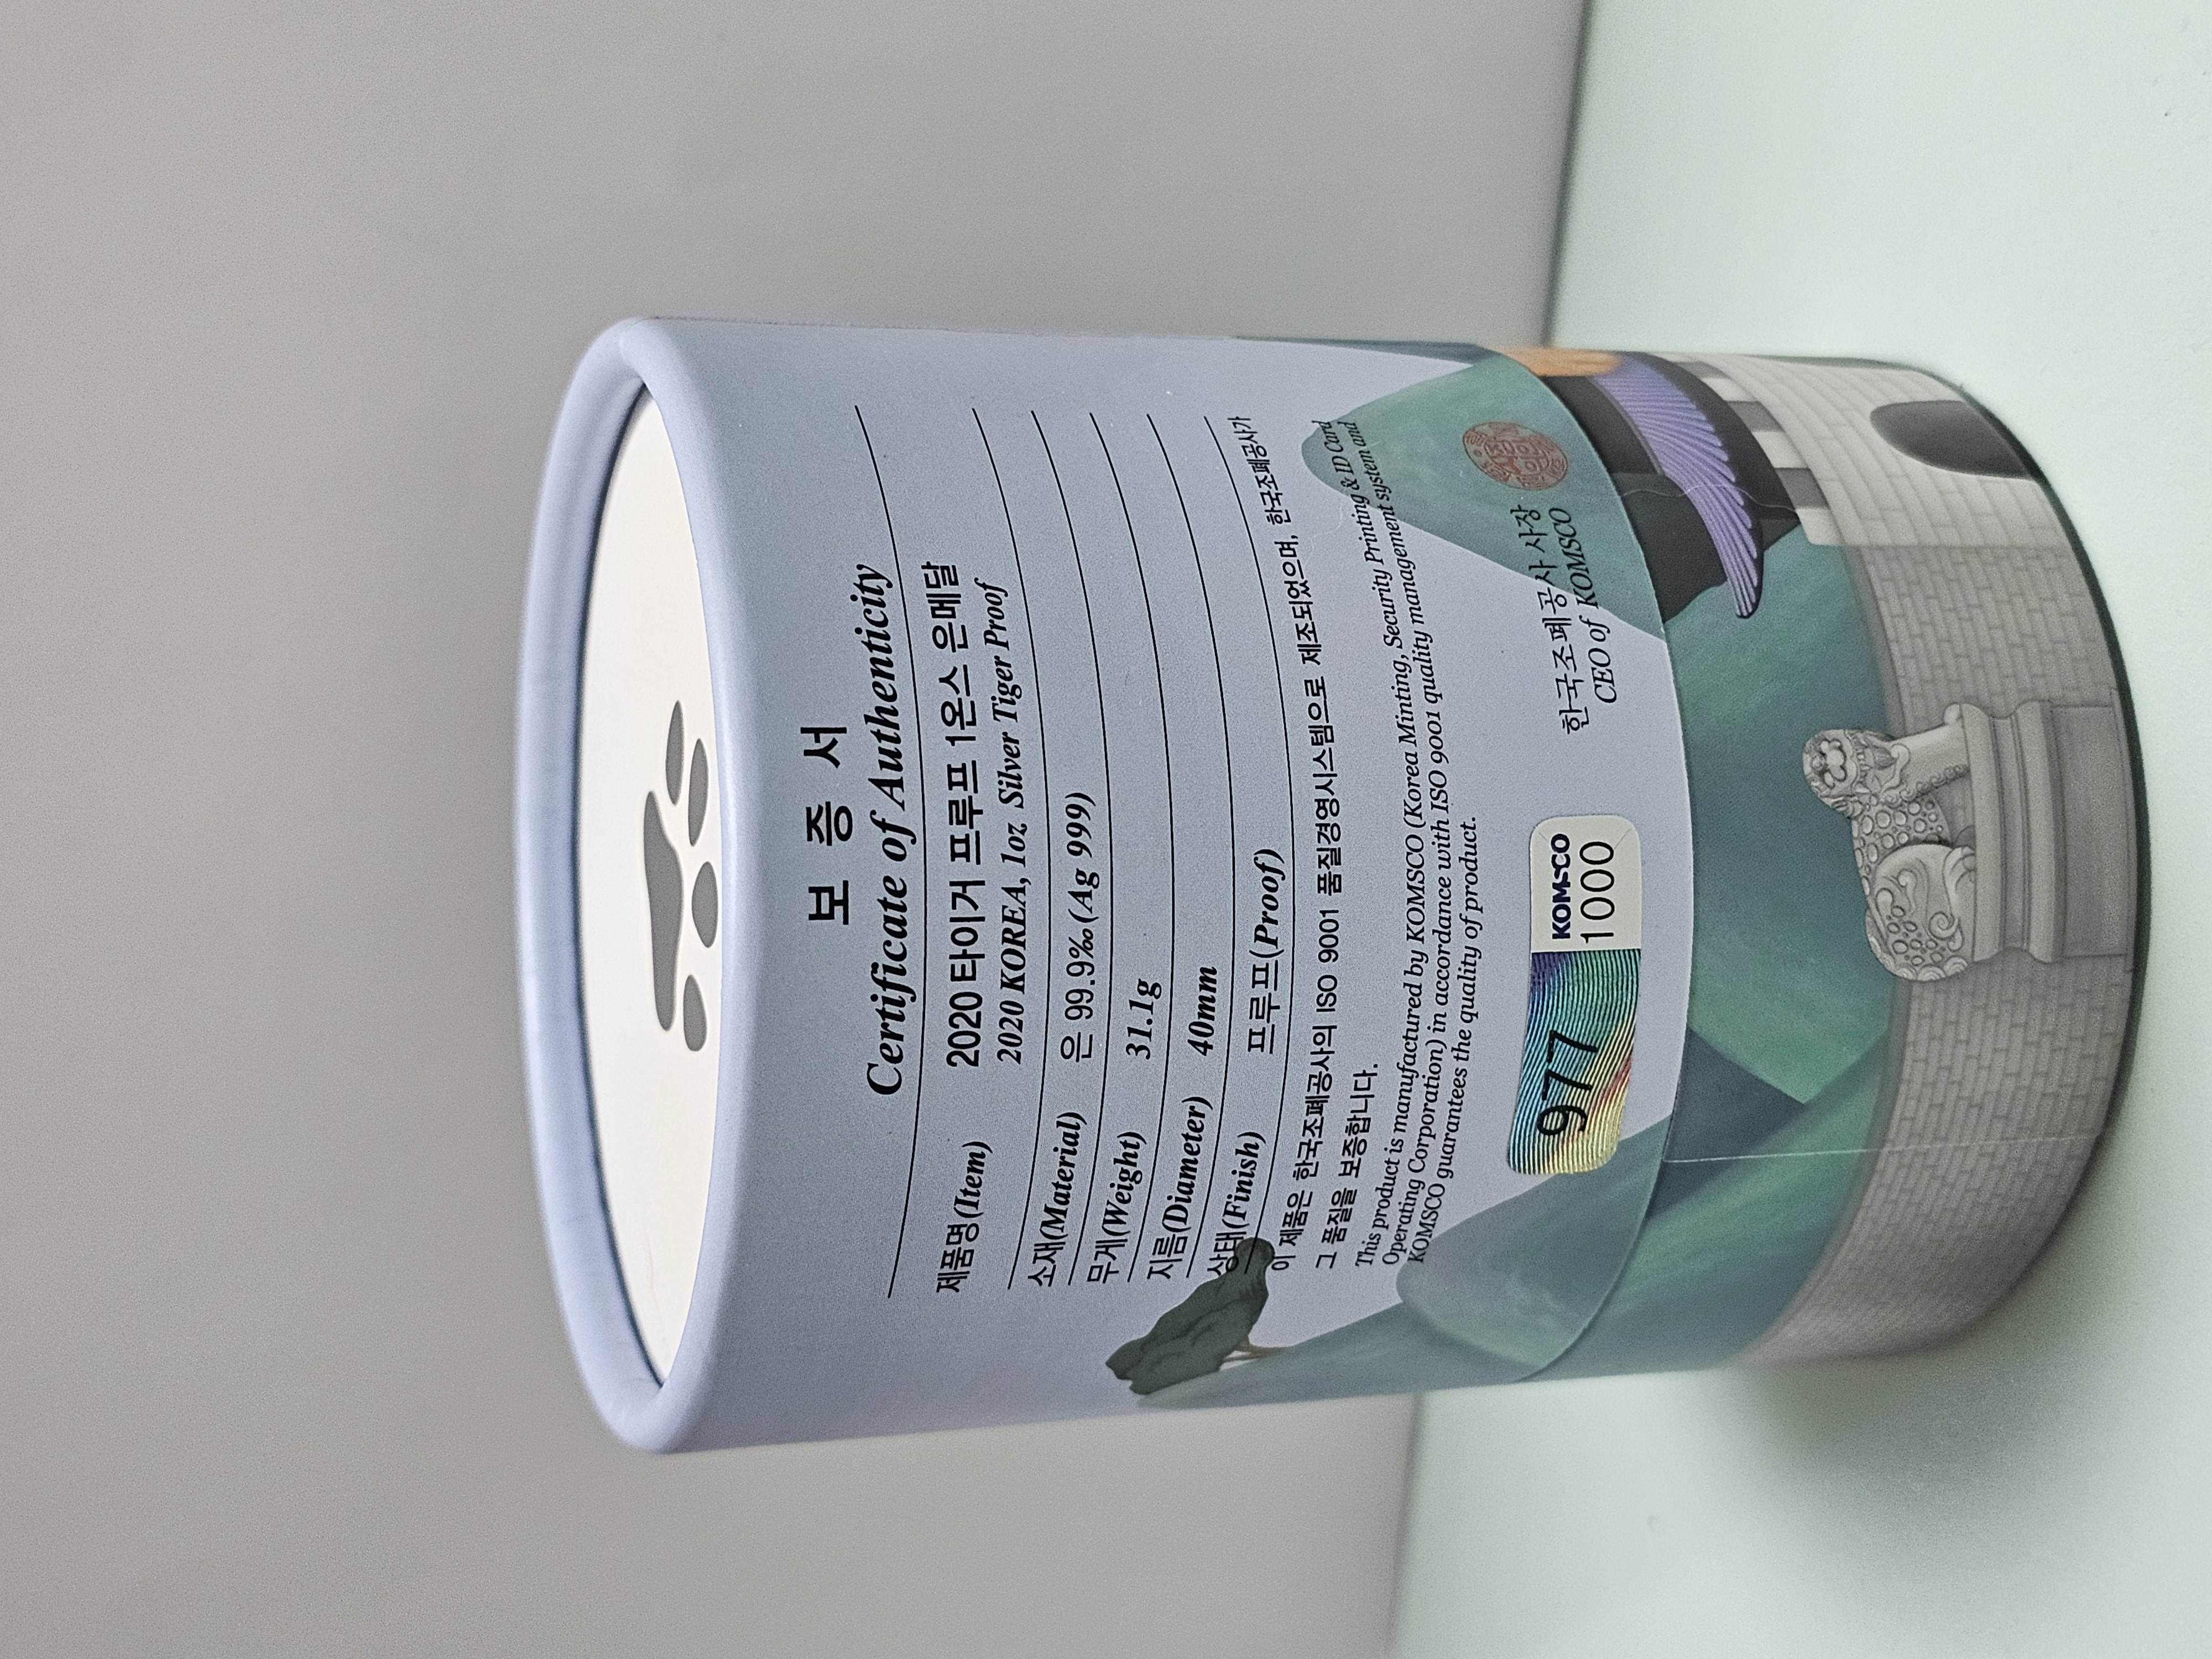 보 증 서
Certificate of Authenticity
제품명(Item) 2020 타이거 프루프 1온스 은메달
2020 KOREA, 1oz Silver Tiger Proof
소재(Material) 은 99.9‰(Ag 999)
무게(Weight) 31.1g
지름(Diameter) 40mm
상태(Finish) 프루프(Proof)
이 제품은 한국조폐공사의 ISO 9001 품질경영시스템으로 제조되었으며, 한국조폐공사가
그 품질을 보증합니다.
This product is manufactured by KOMSCO (Korea Minting, Security Printing & ID Card
Operating Corporation) in accordance with ISO 9001 quality management system and
KOMSCO guarantees the quality of product.
한국조폐공사 사장
CEO of KOMSCO
977
KOMSCO
1000